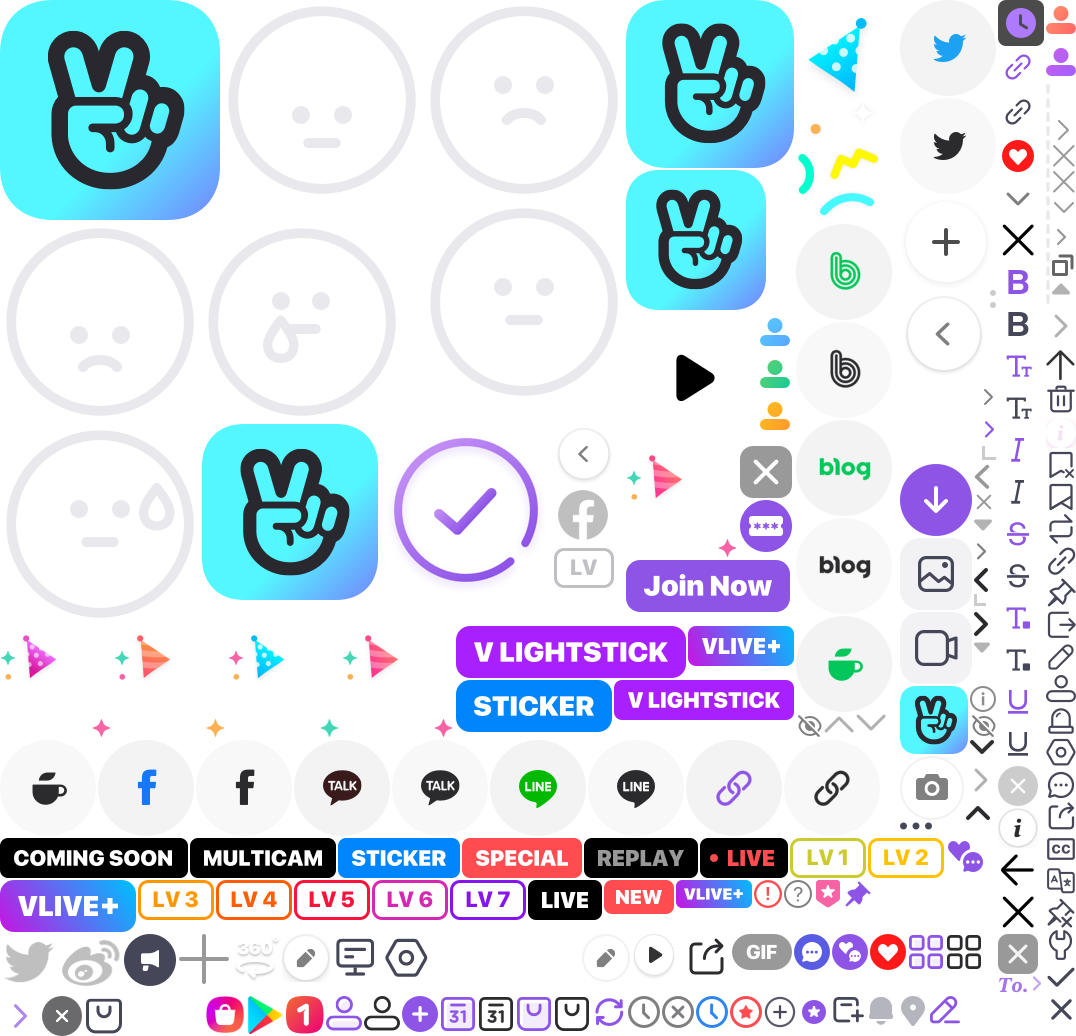 B
B
TT
TT
I
I
S
S
T
T
U
U
i
blog
LV
blog
****
Join Now
V LIGHTSTICK
VLIVE+
STICKER
V LIGHTSTICK
i
TALK
TALK
LINE
LINE
i
COMING SOON
MULTICAM
STICKER
SPECIAL
REPLAY
LIVE
LV 1
LV 2
CC
A
VLIVE+
LV 3
LV 4
LV 5
LV 6
LV 7
LIVE
NEW
VLIVE+
!
?
360°
GIF
To.
1
31
31